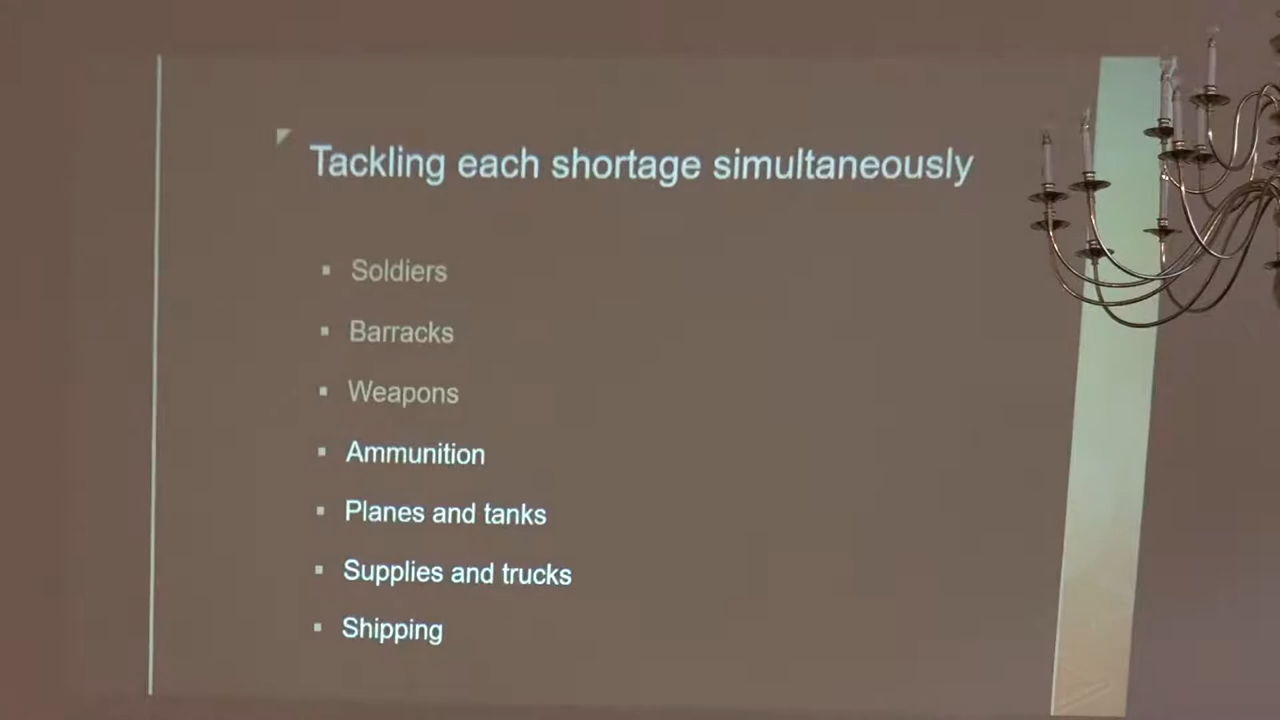 Tackling each shortage simultaneously
Soldiers
Barracks
Weapons
Ammunition
Planes and tanks
Supplies and trucks
Shipping